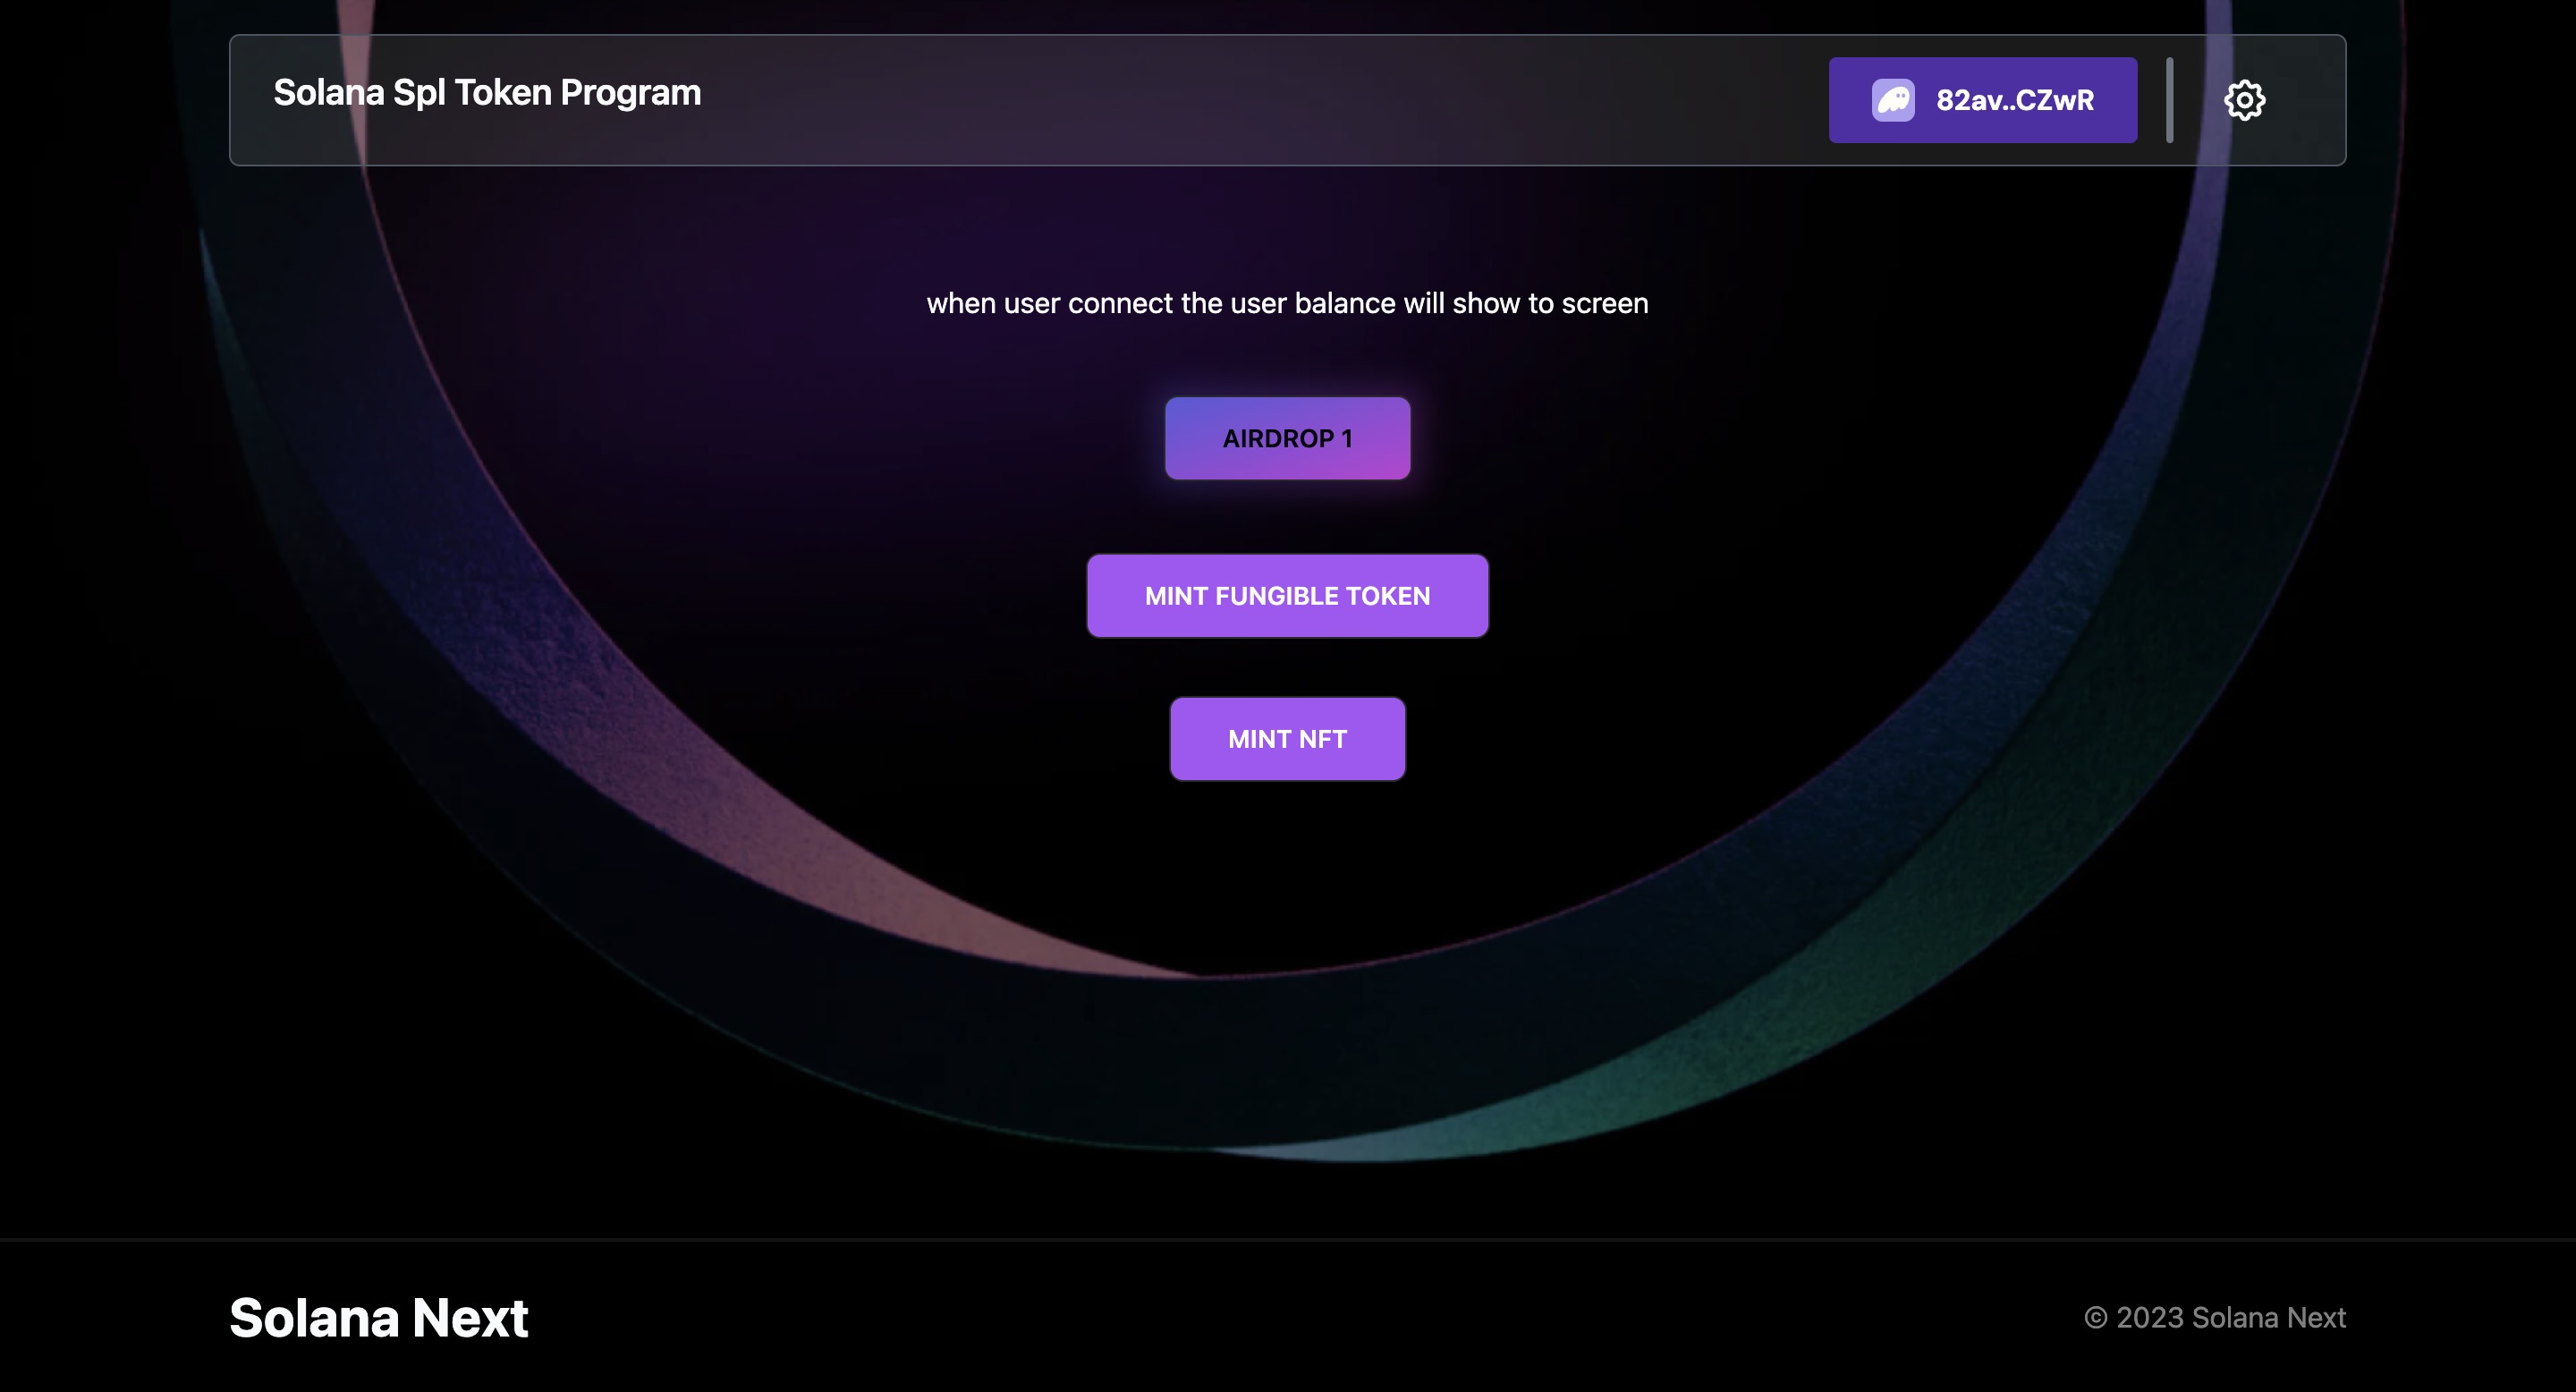 Solana Spl Token Program
82av..CZwR
when user connect the user balance will show to screen
AIRDROP 1
MINT FUNGIBLE TOKEN
MINT NFT
Solana Next
© 2023 Solana Next